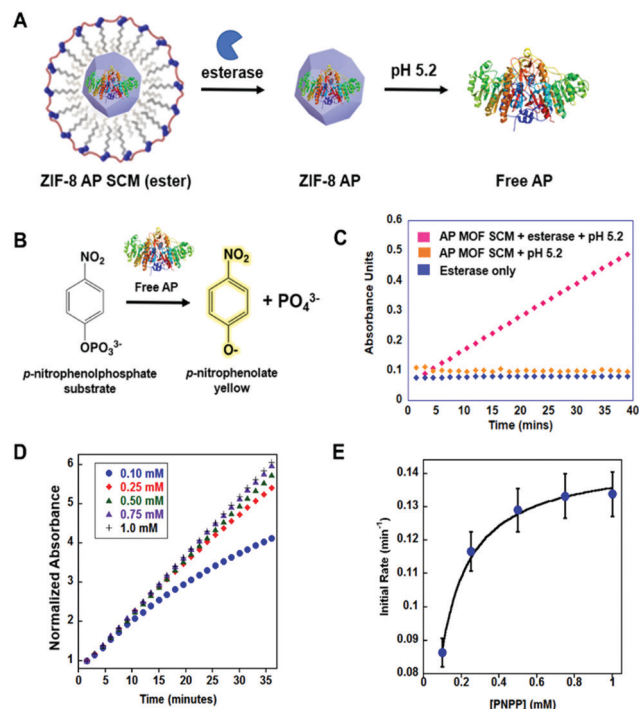 A
esterase
pH 5.2
ZIF-8 AP SCM (ester)
ZIF-8 AP
Free AP
B
NO₂
Free AP
OPO₃²⁻
p-nitrophenolphosphate
substrate
NO₂
O-
p-nitrophenolate
yellow
+ PO₄³⁻
C
Absorbance Units
0.6
0.5
0.4
0.3
0.2
0.1
0
AP MOF SCM + esterase + pH 5.2
AP MOF SCM + pH 5.2
Esterase only
0 5 10 15 20 25 30 35 40
Time (mins)
D
Normalized Absorbance
6
5
4
3
2
1
0.10 mM
0.25 mM
0.50 mM
0.75 mM
1.0 mM
0 5 10 15 20 25 30 35
Time (minutes)
E
Initial Rate (min⁻¹)
0.14
0.13
0.12
0.11
0.1
0.09
0.08
0.2 0.4 0.6 0.8 1
[PNPP] (mM)